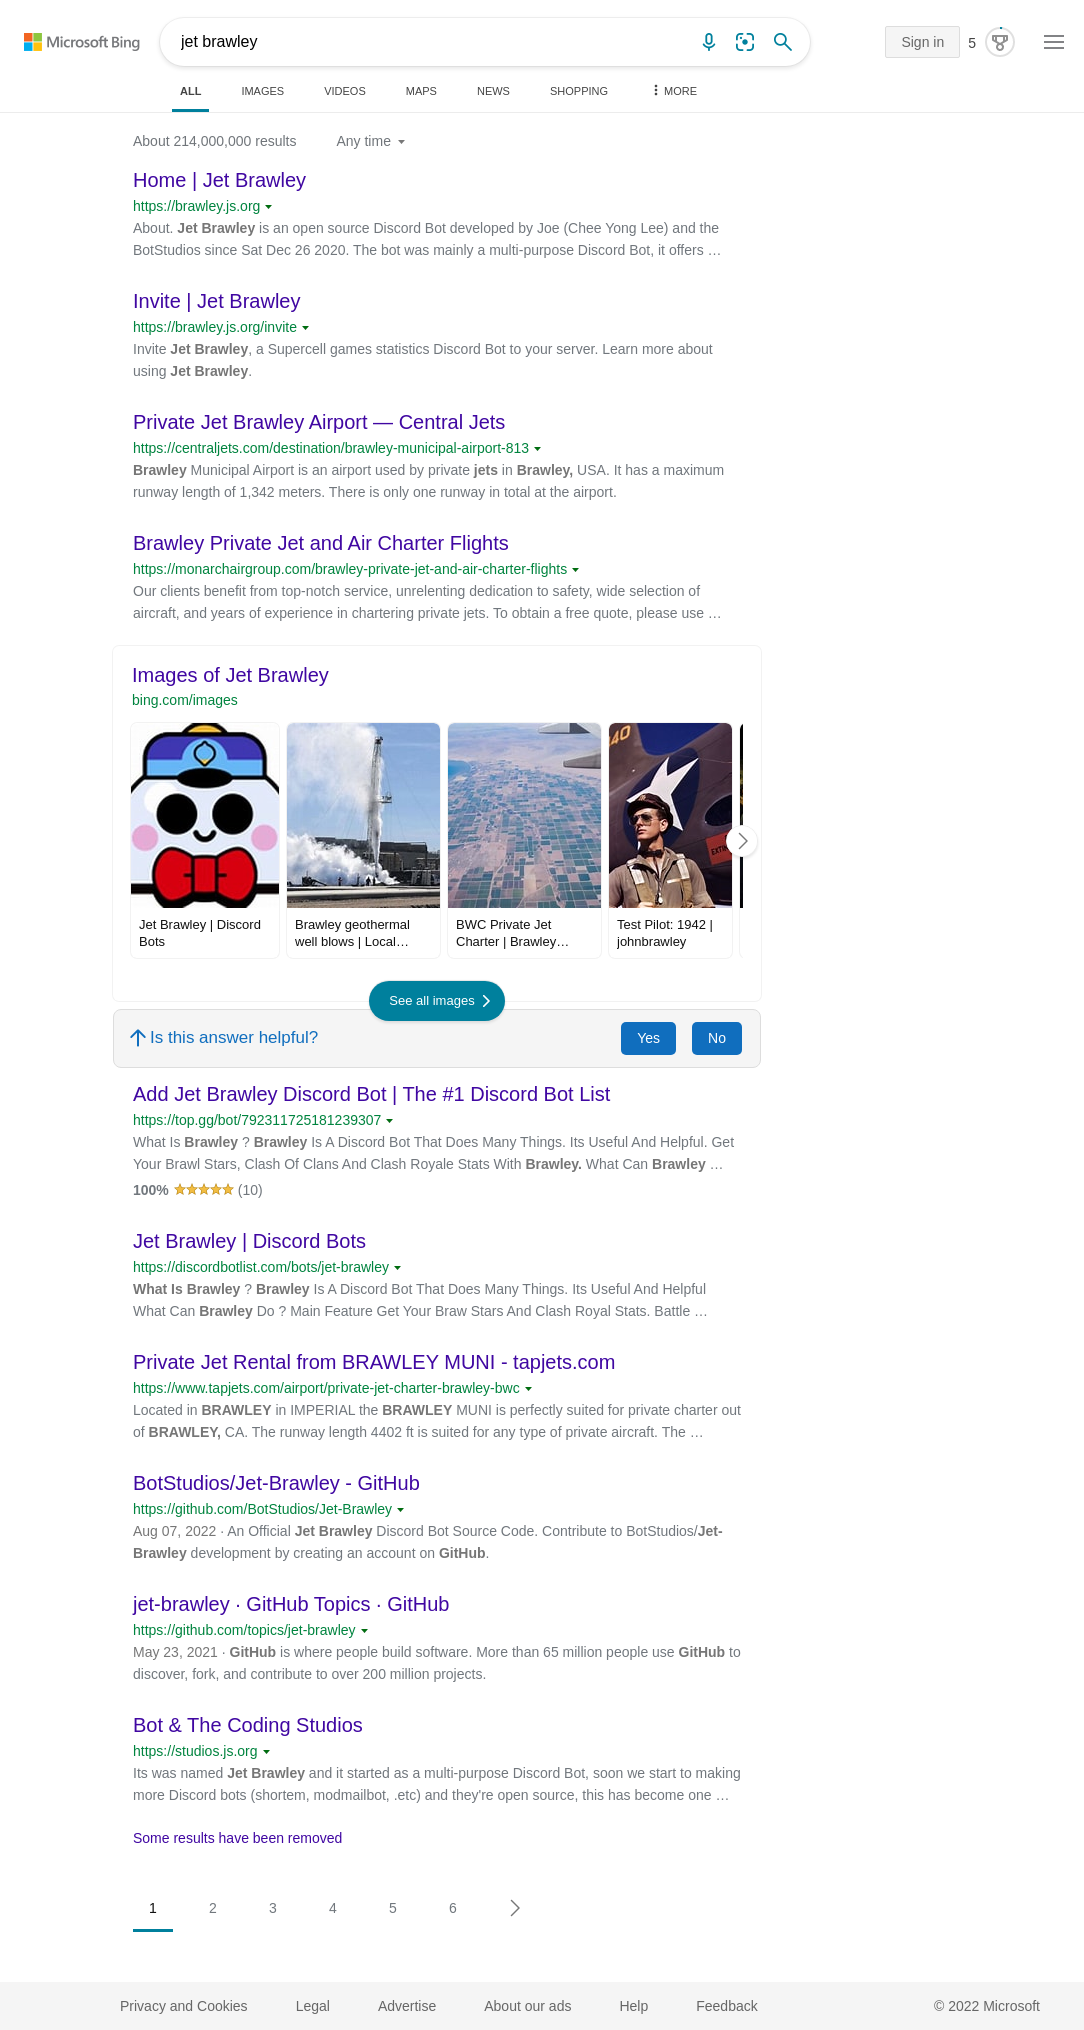 Microsoft Bing
jet brawley
Sign in
5
ALL
IMAGES
VIDEOS
MAPS
NEWS
SHOPPING
MORE
About 214,000,000 results
Any time
Home | Jet Brawley
https://brawley.js.org
About. Jet Brawley is an open source Discord Bot developed by Joe (Chee Yong Lee) and the
BotStudios since Sat Dec 26 2020. The bot was mainly a multi-purpose Discord Bot, it offers …
Invite | Jet Brawley
https://brawley.js.org/invite
Invite Jet Brawley, a Supercell games statistics Discord Bot to your server. Learn more about
using Jet Brawley.
Private Jet Brawley Airport — Central Jets
https://centraljets.com/destination/brawley-municipal-airport-813
Brawley Municipal Airport is an airport used by private jets in Brawley, USA. It has a maximum
runway length of 1,342 meters. There is only one runway in total at the airport.
Brawley Private Jet and Air Charter Flights
https://monarchairgroup.com/brawley-private-jet-and-air-charter-flights
Our clients benefit from top-notch service, unrelenting dedication to safety, wide selection of
aircraft, and years of experience in chartering private jets. To obtain a free quote, please use …
Images of Jet Brawley
bing.com/images
Jet Brawley | Discord
Bots
Brawley geothermal
well blows | Local…
BWC Private Jet
Charter | Brawley…
Test Pilot: 1942 |
johnbrawley
See all images
Is this answer helpful?
Yes
No
Add Jet Brawley Discord Bot | The #1 Discord Bot List
https://top.gg/bot/792311725181239307
What Is Brawley ? Brawley Is A Discord Bot That Does Many Things. Its Useful And Helpful. Get
Your Brawl Stars, Clash Of Clans And Clash Royale Stats With Brawley. What Can Brawley …
100% (10)
Jet Brawley | Discord Bots
https://discordbotlist.com/bots/jet-brawley
What Is Brawley ? Brawley Is A Discord Bot That Does Many Things. Its Useful And Helpful
What Can Brawley Do ? Main Feature Get Your Braw Stars And Clash Royal Stats. Battle …
Private Jet Rental from BRAWLEY MUNI - tapjets.com
https://www.tapjets.com/airport/private-jet-charter-brawley-bwc
Located in BRAWLEY in IMPERIAL the BRAWLEY MUNI is perfectly suited for private charter out
of BRAWLEY, CA. The runway length 4402 ft is suited for any type of private aircraft. The …
BotStudios/Jet-Brawley - GitHub
https://github.com/BotStudios/Jet-Brawley
Aug 07, 2022 · An Official Jet Brawley Discord Bot Source Code. Contribute to BotStudios/Jet-
Brawley development by creating an account on GitHub.
jet-brawley · GitHub Topics · GitHub
https://github.com/topics/jet-brawley
May 23, 2021 · GitHub is where people build software. More than 65 million people use GitHub to
discover, fork, and contribute to over 200 million projects.
Bot & The Coding Studios
https://studios.js.org
Its was named Jet Brawley and it started as a multi-purpose Discord Bot, soon we start to making
more Discord bots (shortem, modmailbot, .etc) and they're open source, this has become one …
Some results have been removed
1
2
3
4
5
6
Privacy and Cookies
Legal
Advertise
About our ads
Help
Feedback
© 2022 Microsoft